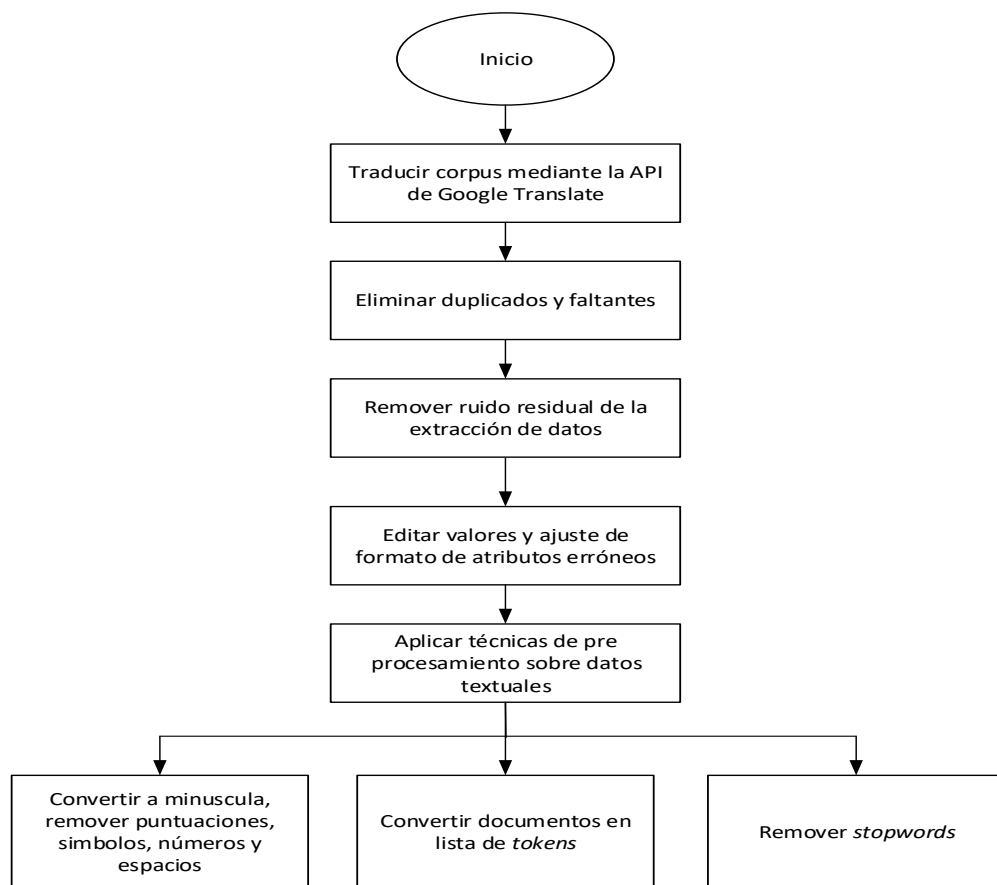 Inicio
Traducir corpus mediante la API
de Google Translate
Eliminar duplicados y faltantes
Remover ruido residual de la
extracción de datos
Editar valores y ajuste de
formato de atributos erróneos
Aplicar técnicas de pre
procesamiento sobre datos
textuales
Convertir a minuscula,
remover puntuaciones,
simbolos, números y
espacios
Convertir documentos en
lista de tokens
Remover stopwords